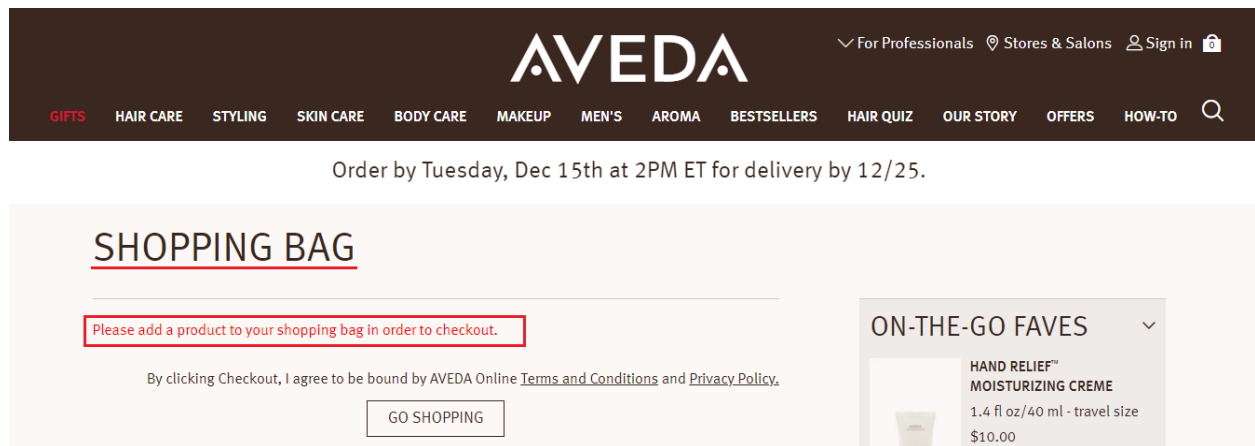 AVEDA
For Professionals Stores & Salons Sign in 0
GIFTS HAIR CARE STYLING SKIN CARE BODY CARE MAKEUP MEN'S AROMA BESTSELLERS HAIR QUIZ OUR STORY OFFERS HOW-TO
Order by Tuesday, Dec 15th at 2PM ET for delivery by 12/25.
SHOPPING BAG
Please add a product to your shopping bag in order to checkout.
By clicking Checkout, I agree to be bound by AVEDA Online Terms and Conditions and Privacy Policy.
GO SHOPPING
ON-THE-GO FAVES
HAND RELIEF™
MOISTURIZING CREME
1.4 fl oz/40 ml - travel size
$10.00